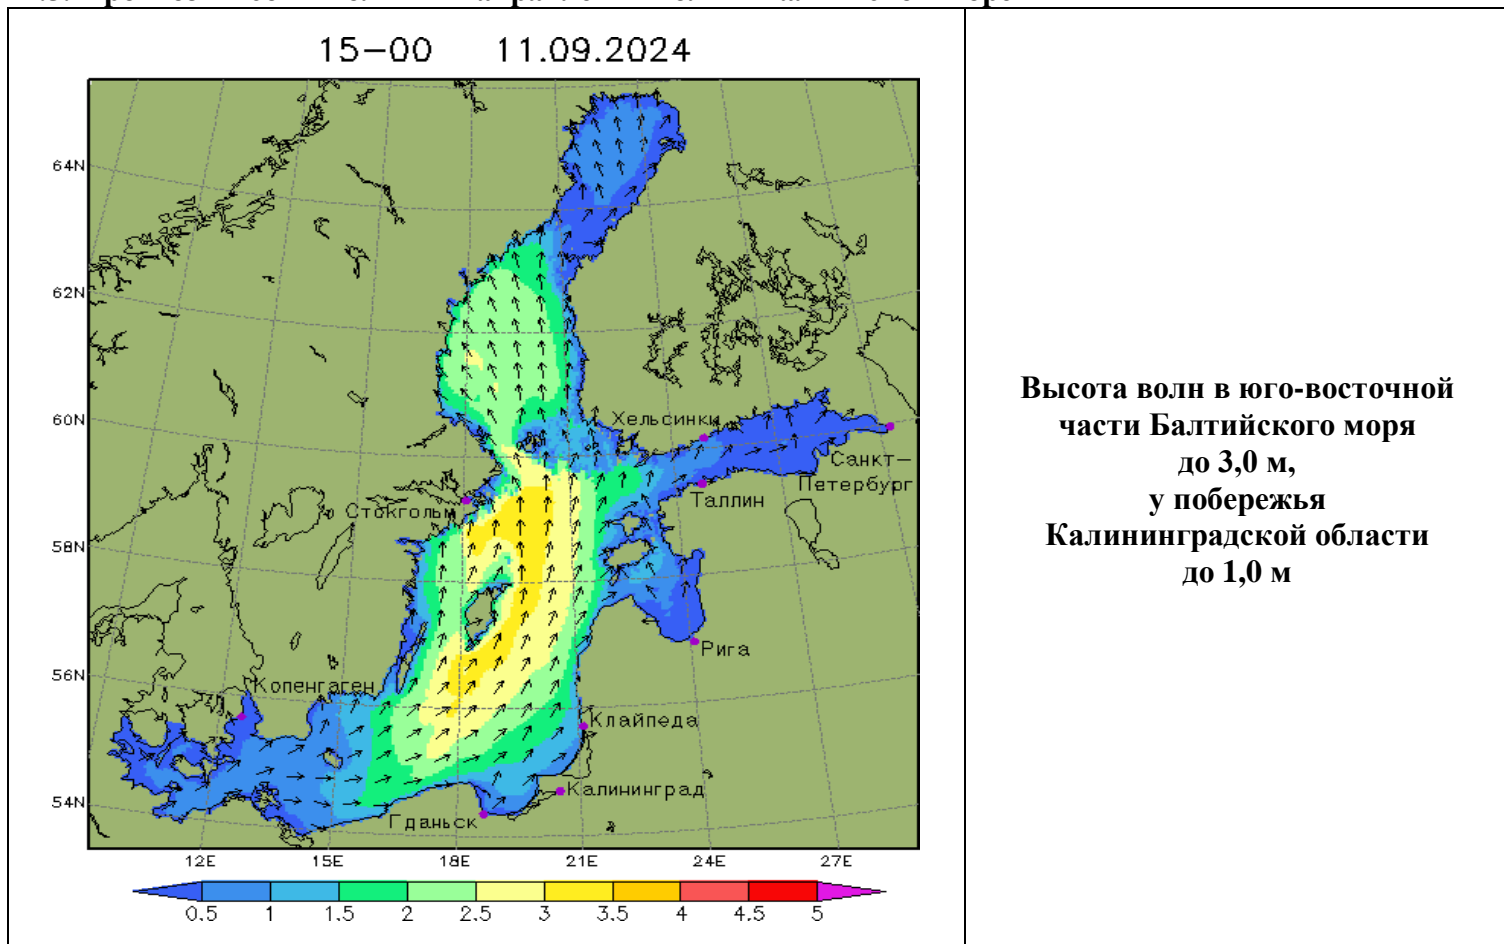 15-00 11.09.2024
64N
62N
60N
58N
56N
54N
Хельсинки
Санкт-
Петербург
Таллин
Стокгольм
Рига
Копенгаген
Клайпеда
Калининград
Гданьск
12E 15E 18E 21E 24E 27E
0.5 1 1.5 2 2.5 3 3.5 4 4.5 5
Высота волн в юго-восточной
части Балтийского моря
до 3,0 м,
у побережья
Калининградской области
до 1,0 м